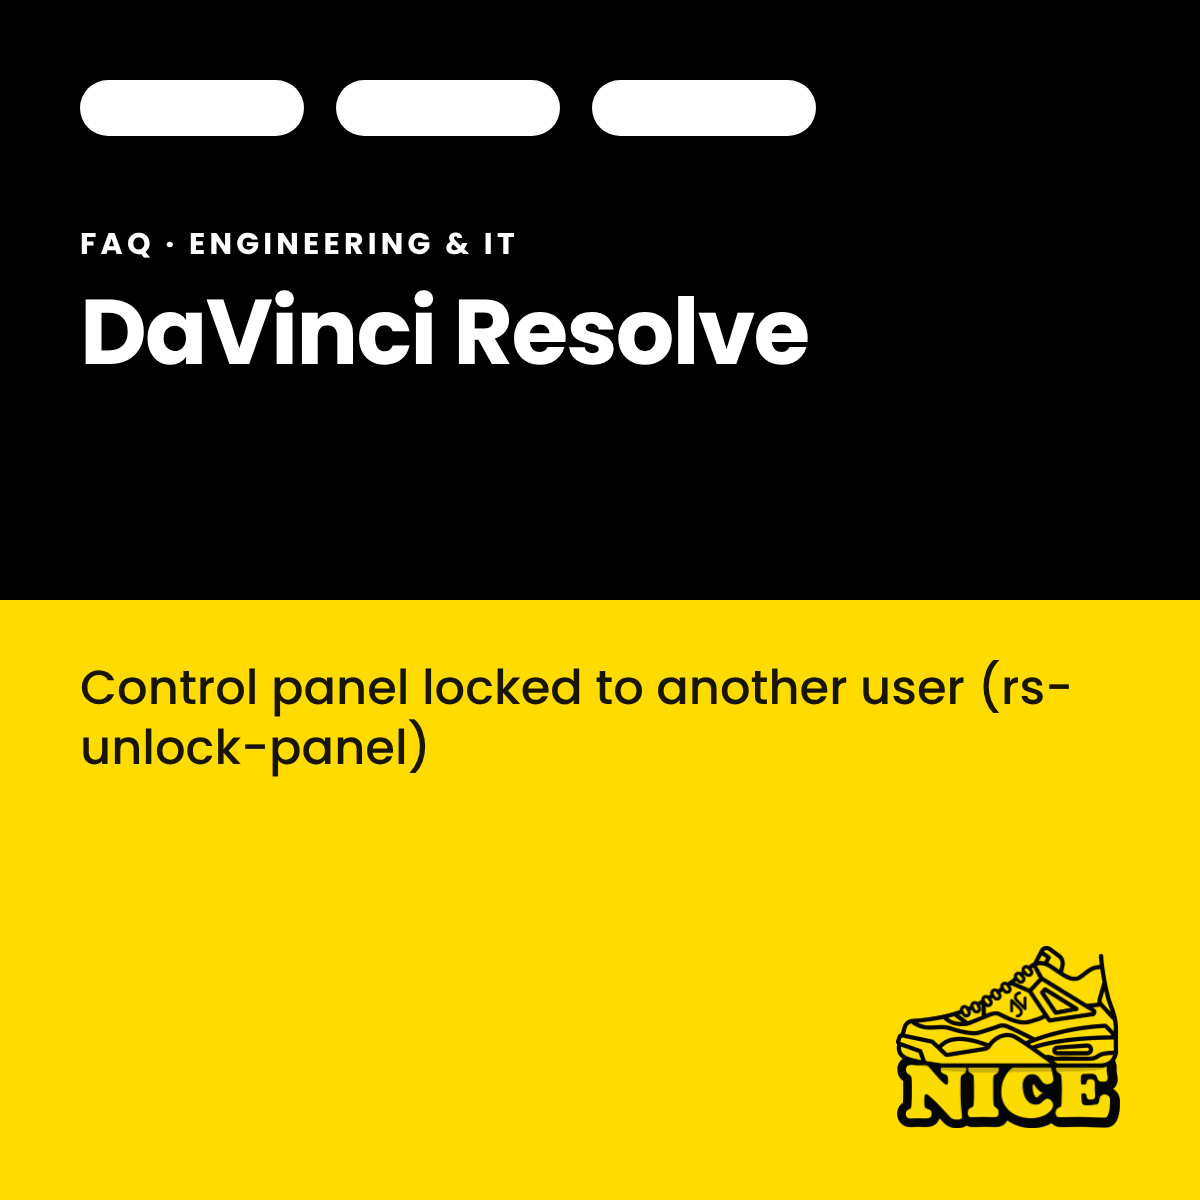 FAQ · ENGINEERING & IT
DaVinci Resolve
Control panel locked to another user (rs-
unlock-panel)
NICE